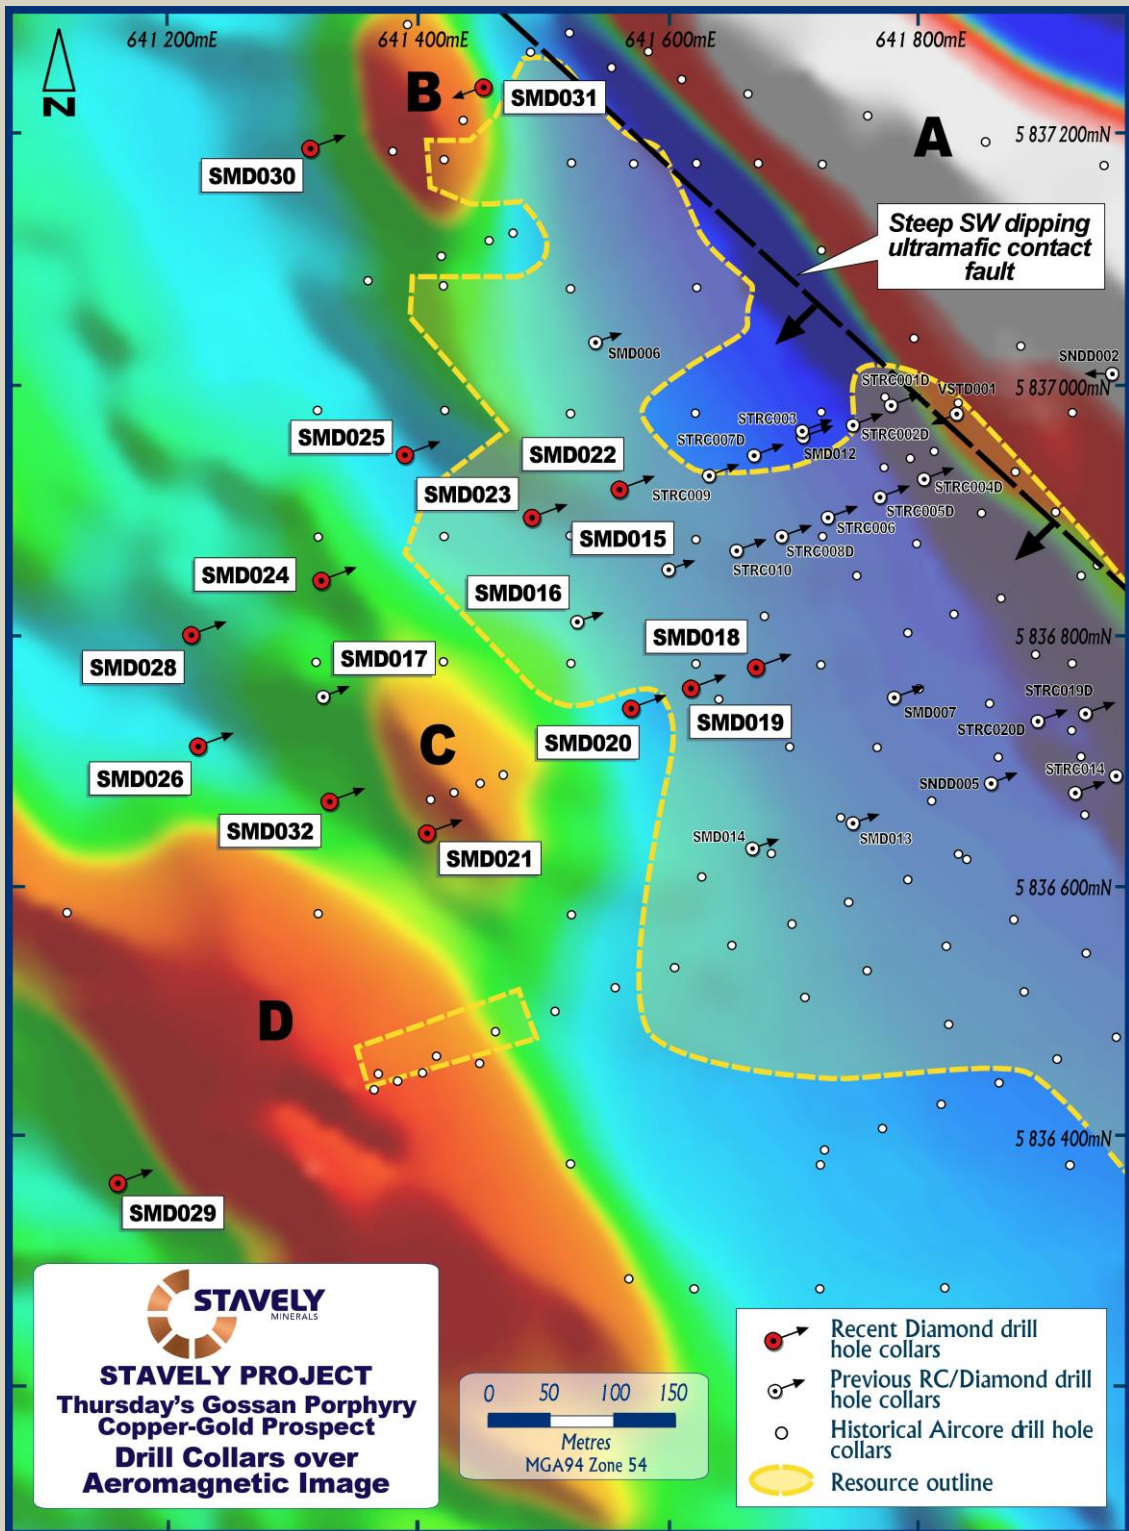 641 200mE
641 400mE
641 600mE
641 800mE
N
B
SMD031
A
5 837 200mN
SMD030
Steep SW dipping
ultramafic contact
fault
SMD006
SNDD002
5 837 000mN
STRC001D
VSTD001
STRC003
STRC002D
SMD025
SMD022
STRC007D
SMD012
SMD023
STRC009
STRC004D
STRC005D
SMD015
STRC006
STRC008D
STRC010
SMD024
SMD016
5 836 800mN
SMD028
SMD017
SMD018
SMD007
STRC019D
SMD019
STRC020D
SMD020
C
SMD026
STRC014
SNDD005
SMD032
SMD014
SMD013
SMD021
5 836 600mN
D
5 836 400mN
SMD029
STAVELY
MINERALS
STAVELY PROJECT
Thursday's Gossan Porphyry
Copper-Gold Prospect
Drill Collars over
Aeromagnetic Image
0 50 100 150
Metres
MGA94 Zone 54
Recent Diamond drill
hole collars
Previous RC/Diamond drill
hole collars
Historical Aircore drill hole
collars
Resource outline